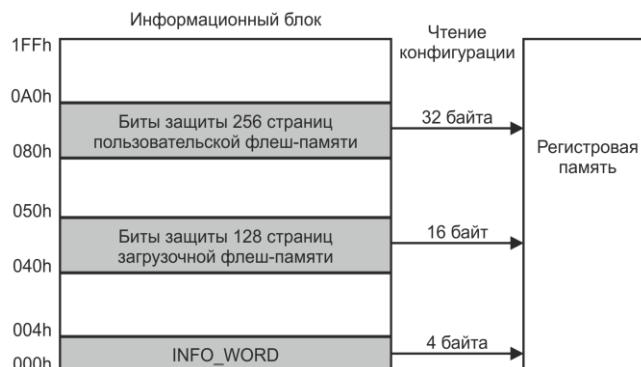 Информационный блок
Чтение
конфигурации
1FFh
0A0h
Биты защиты 256 страниц
пользовательской флеш-памяти
32 байта
Регистровая
память
080h
050h
Биты защиты 128 страниц
загрузочной флеш-памяти
16 байт
040h
004h
INFO_WORD
4 байта
000h